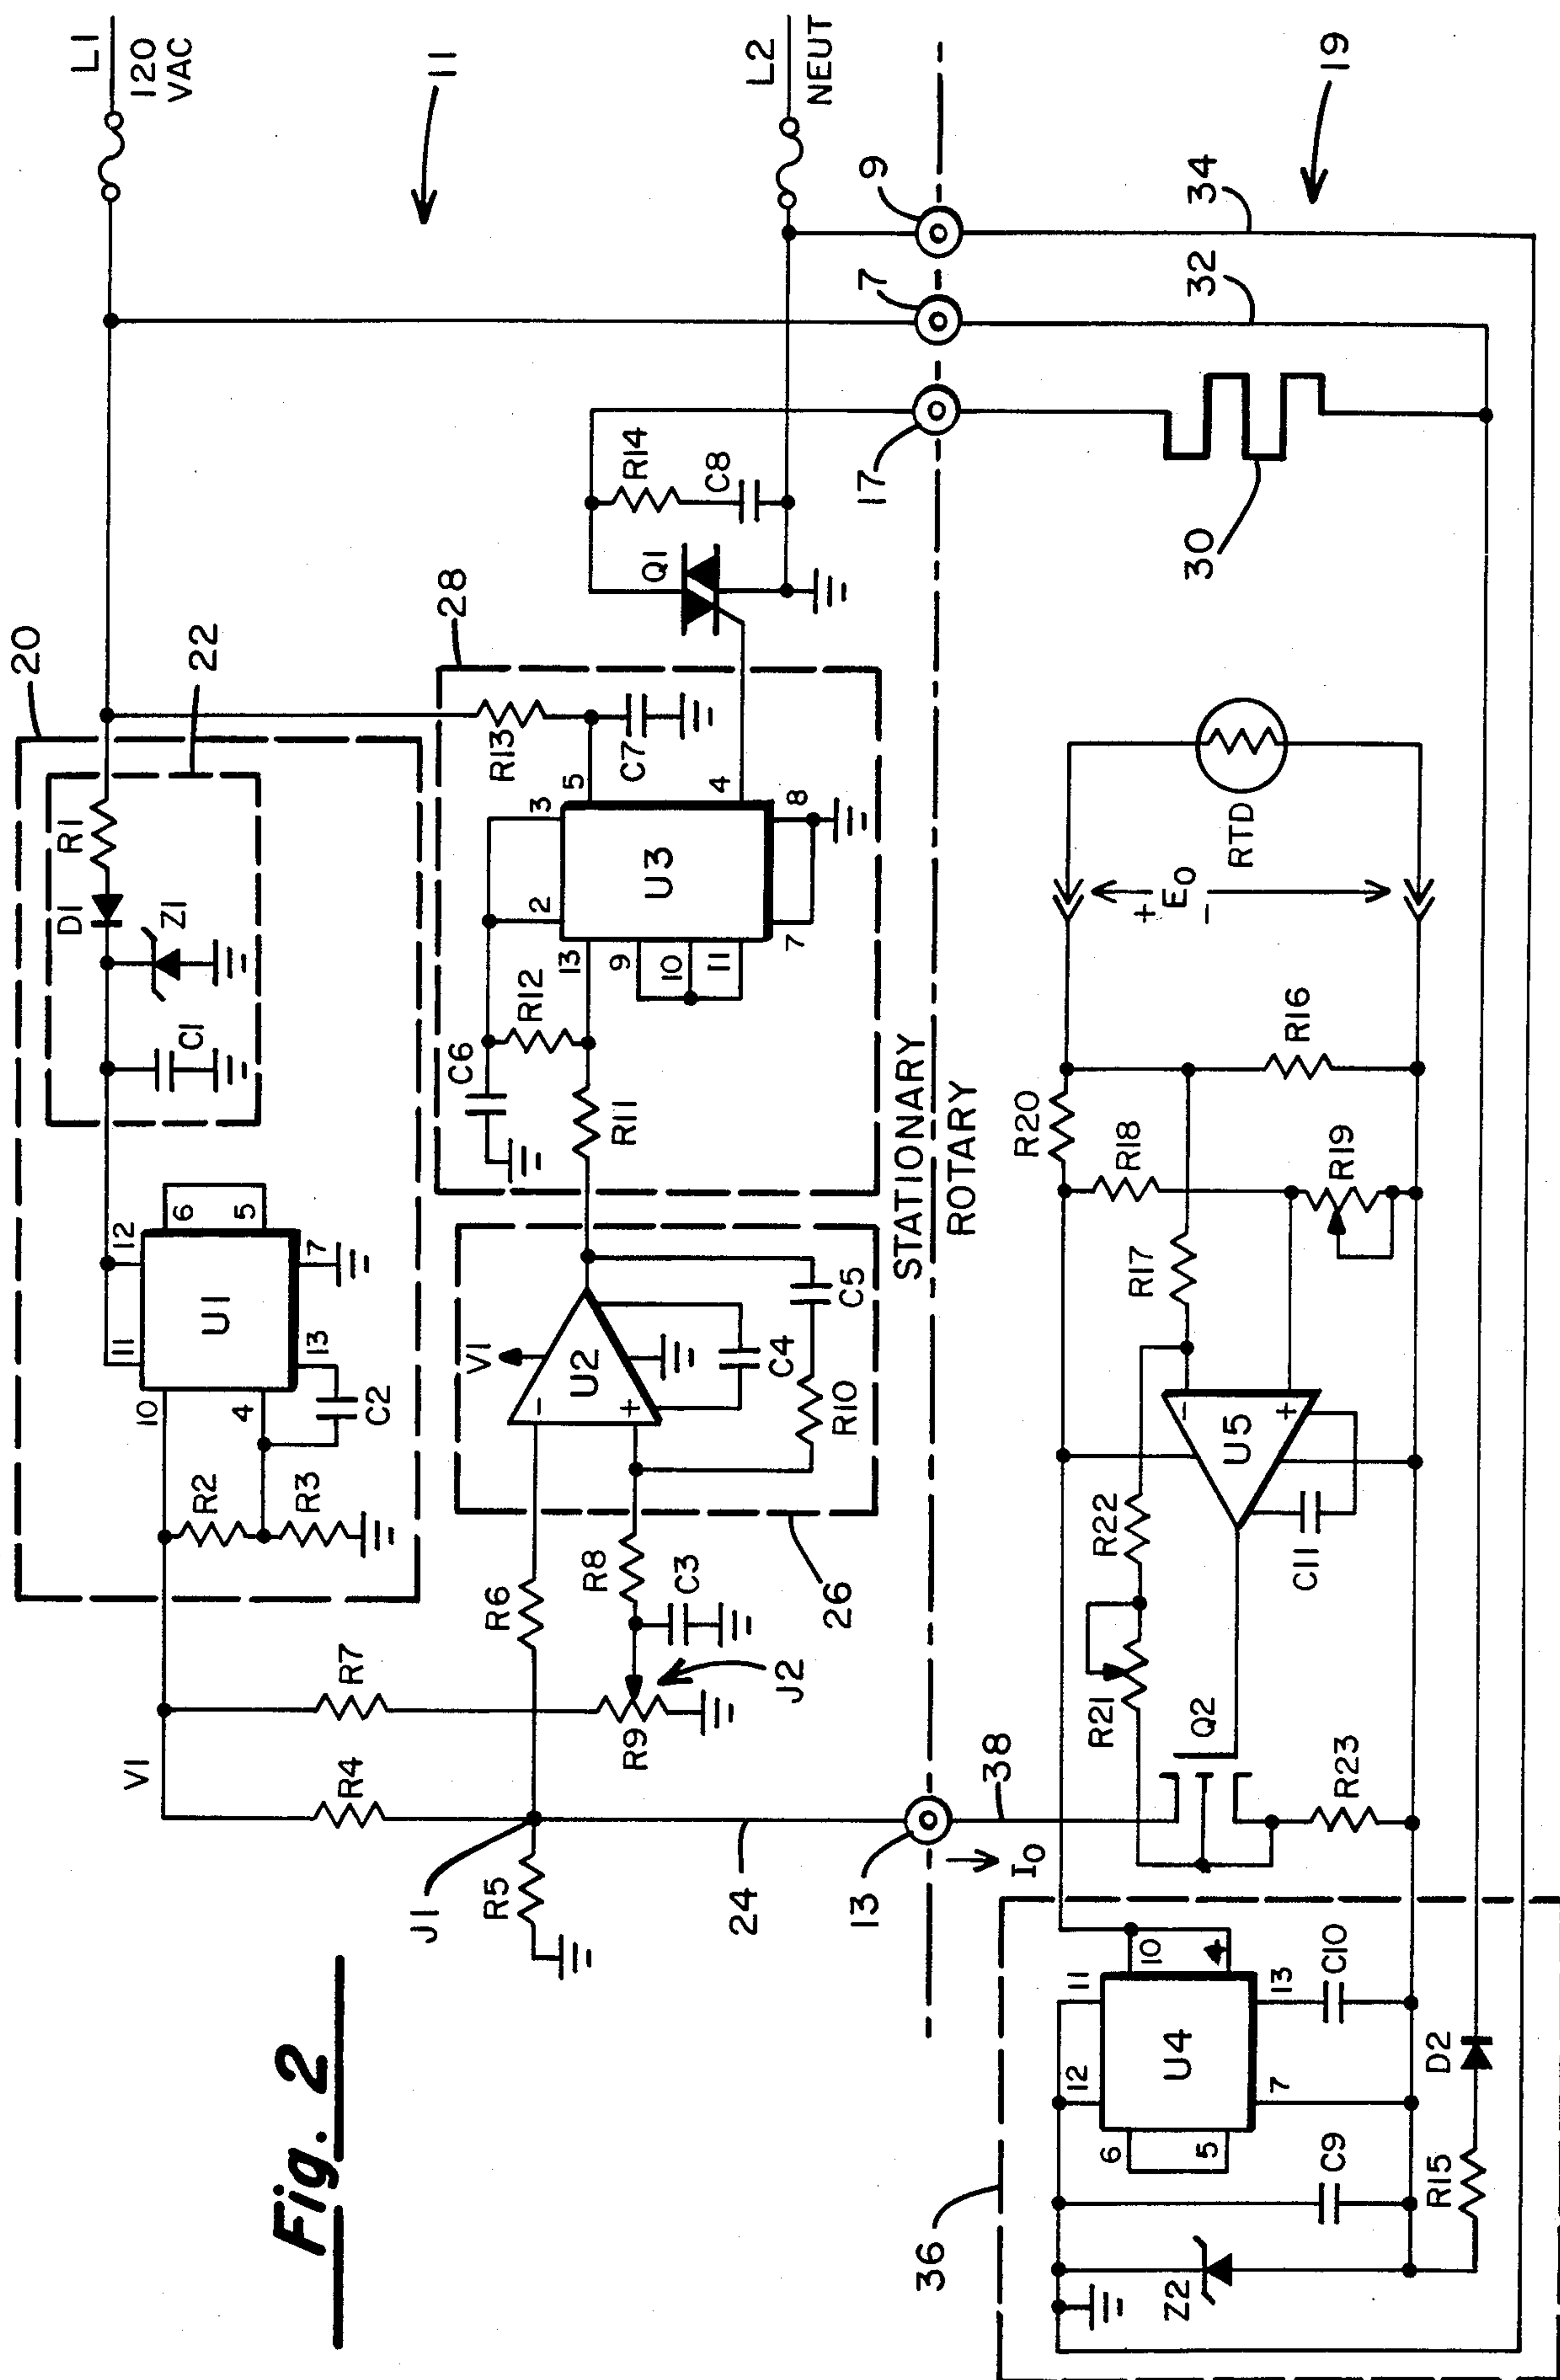 L1
120
VAC
11
L2
NEUT
20
22
R1
D1
Z1
C1
12
6
5
11
U1
7
13
10
4
C2
R2
R3
28
R13
5
C7
3
4
8
2
U3
7
13
9
10
11
R12
C6
R11
Q1
R14
C8
9
7
17
34
32
19
30
V1
U2
-
+
C4
C5
R10
26
R6
R8
C3
J2
R7
R9
V1
R4
J1
R5
24
13
STATIONARY
ROTARY
38
I0
RTD
+
E0
-
R16
R20
R18
R19
R17
-
+
U5
C11
R22
R21
Q2
R23
10
4
11
13
C10
U4
12
7
6
5
C9
D2
R15
Z2
36
Fig. 2